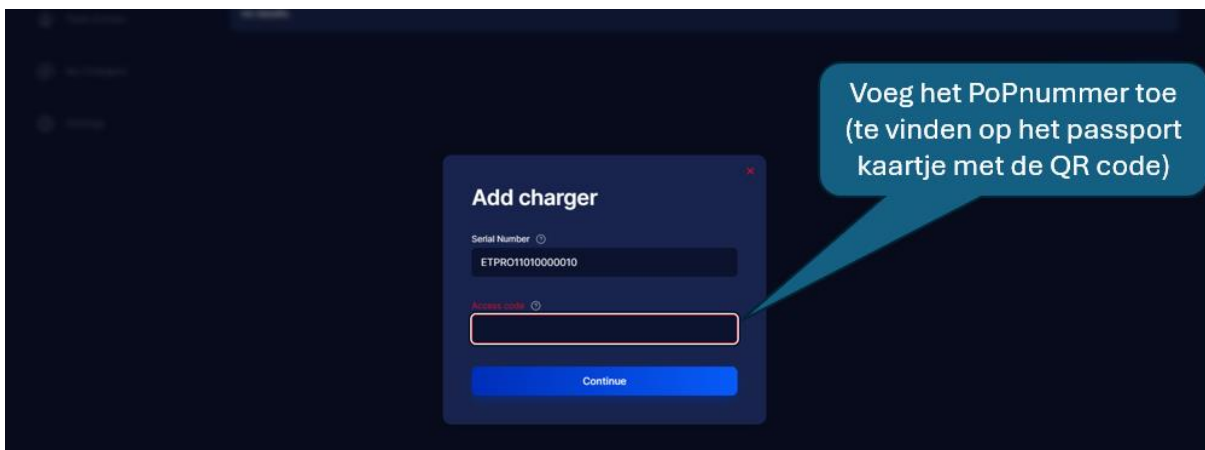 Voeg het PoPnummer toe
(te vinden op het passport
kaartje met de QR code)
Add charger
Serial Number
ETPRO11010000010
Access code
Continue